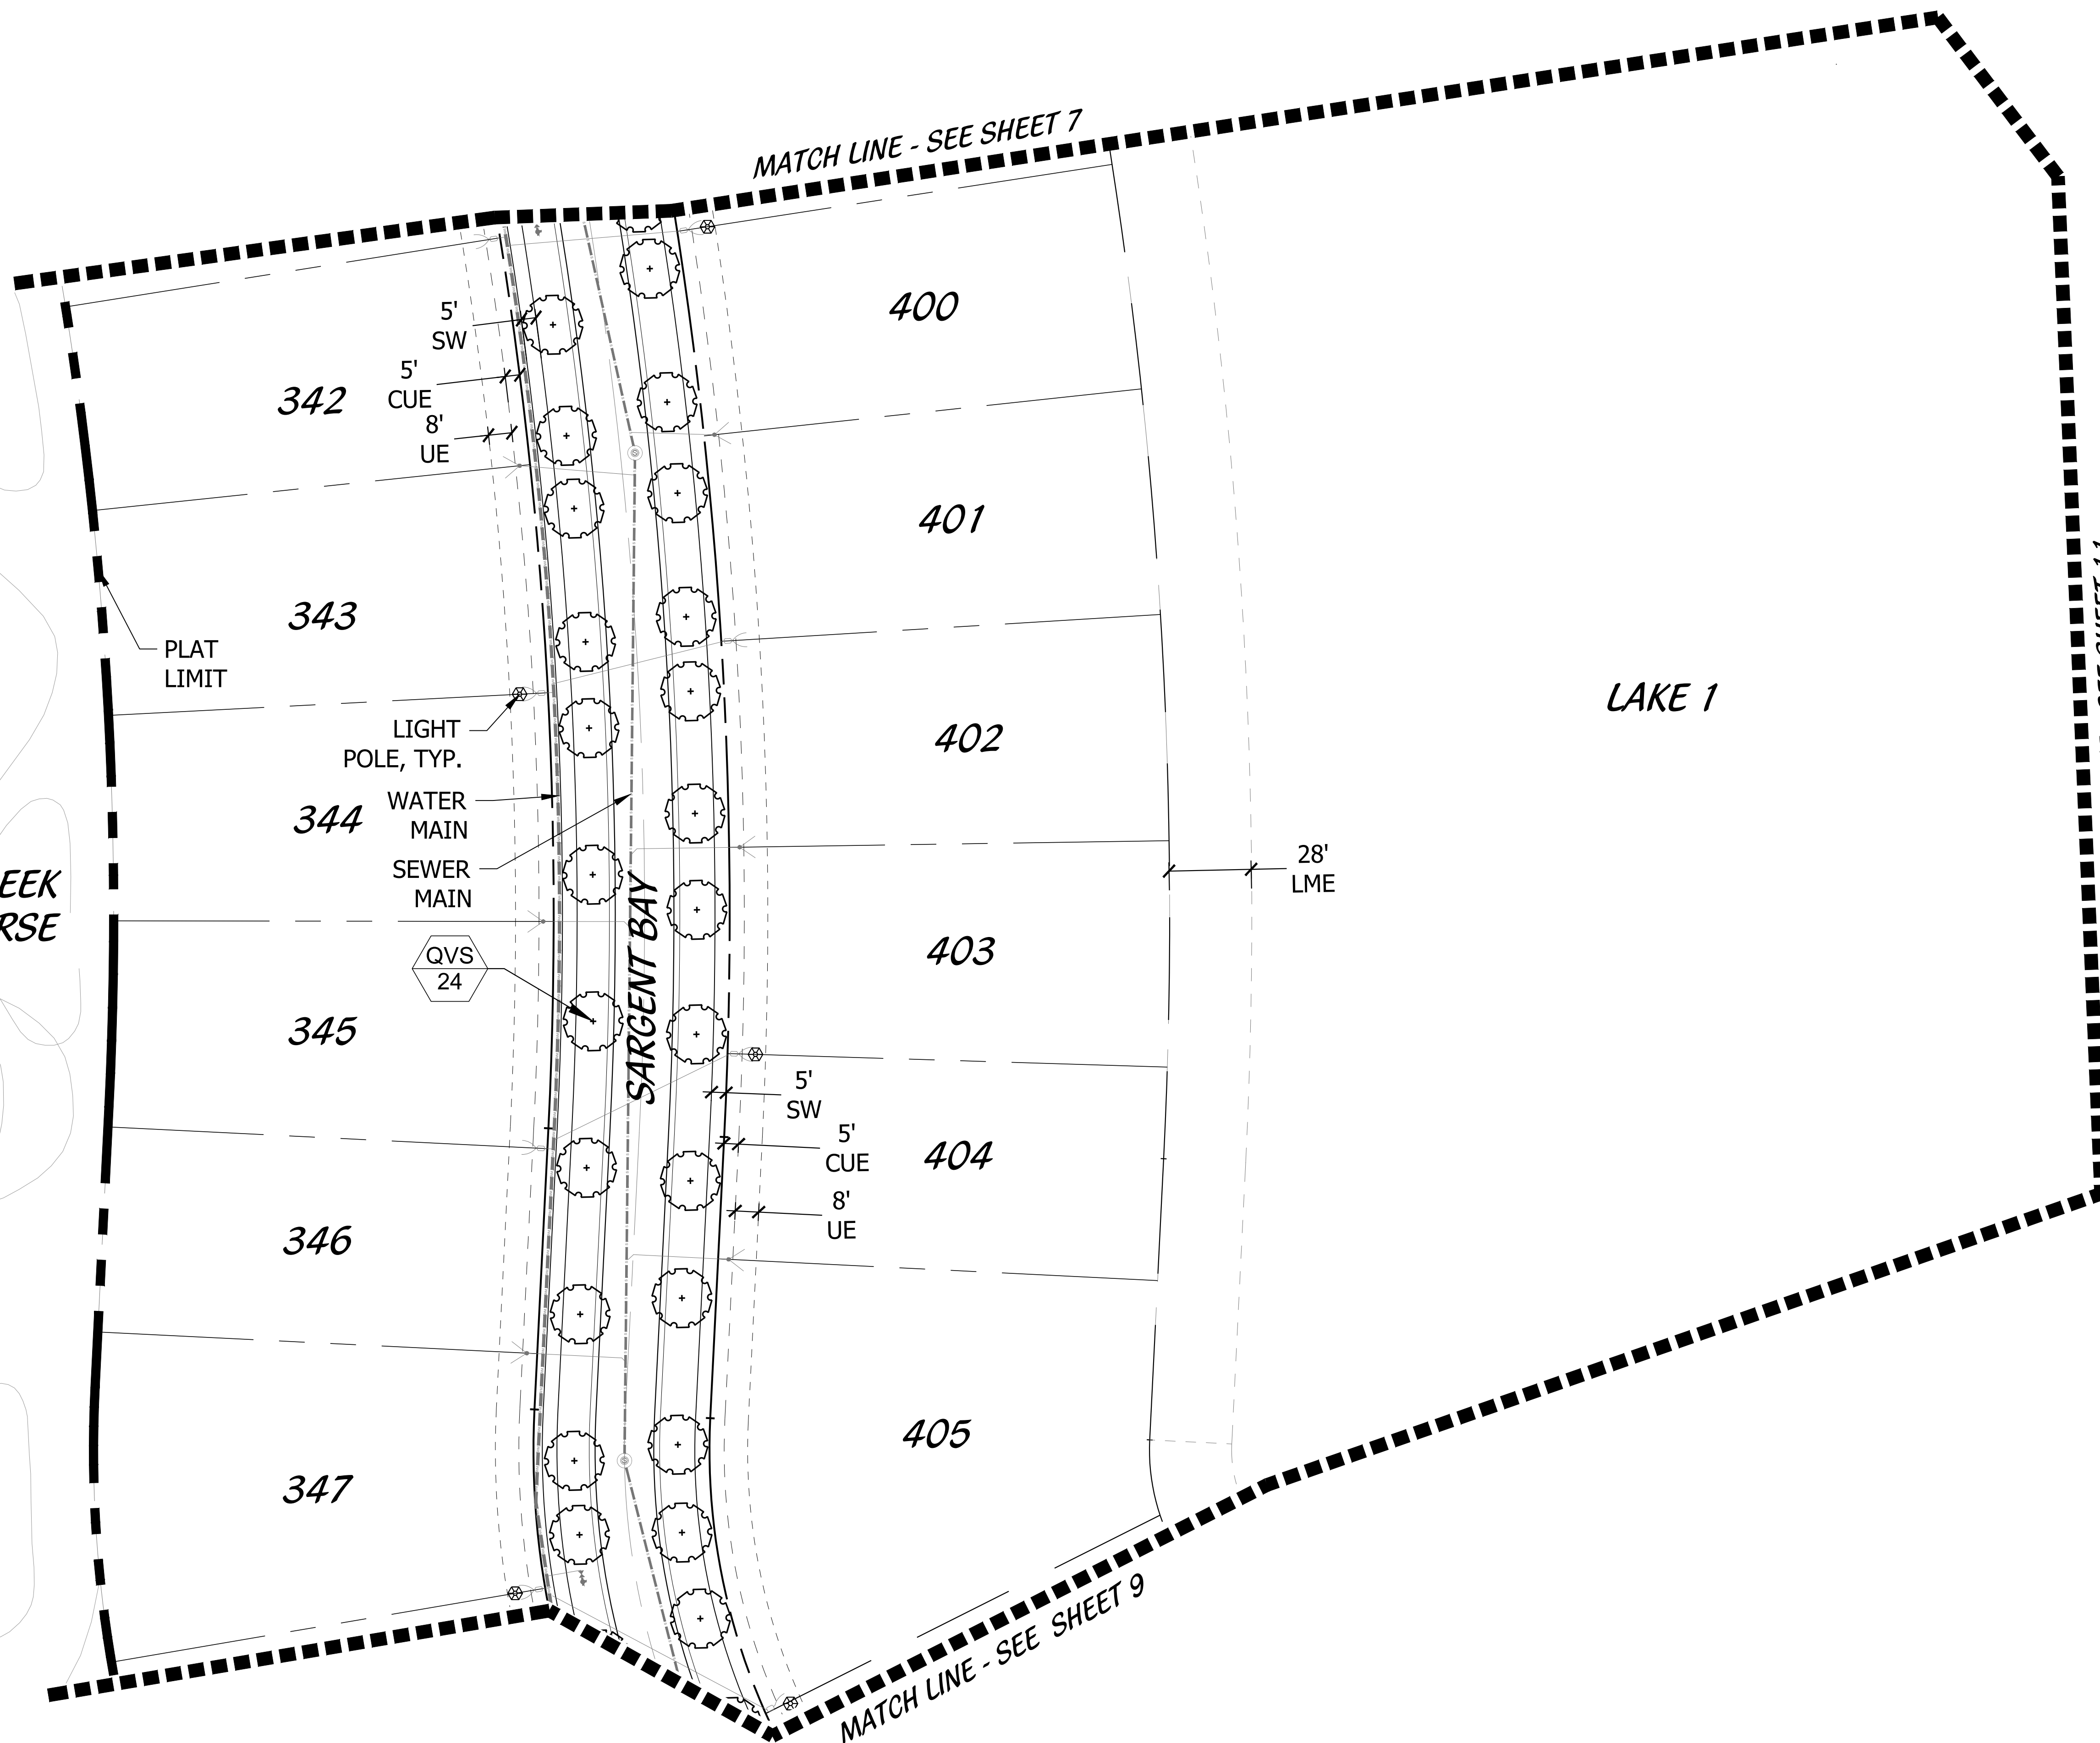 MATCH LINE - SEE SHEET 7
400
5'
SW
5'
CUE
342
8'
UE
401
343
PLAT
LIMIT
LAKE 1
LIGHT
POLE, TYP.
402
344
WATER
MAIN
SEWER
MAIN
28'
LME
EEK
RSE
SARGENT BAY
403
QVS
24
345
5'
SW
5'
CUE
404
8'
UE
346
405
347
MATCH LINE - SEE SHEET 9